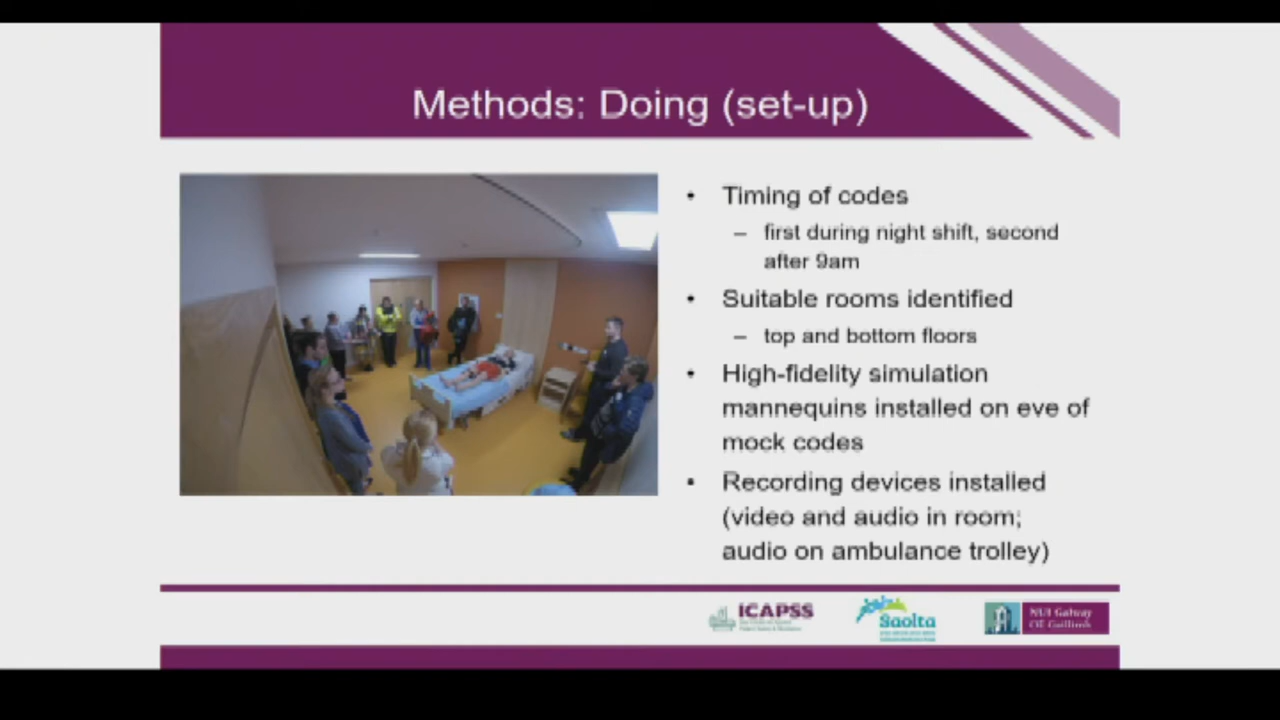 Methods: Doing (set-up)
• Timing of codes
– first during night shift, second
after 9am
• Suitable rooms identified
– top and bottom floors
• High-fidelity simulation
mannequins installed on eve of
mock codes
• Recording devices installed
(video and audio in room;
audio on ambulance trolley)
ICAPSS
Saolta
NUI Galway
OÉ Gaillimh